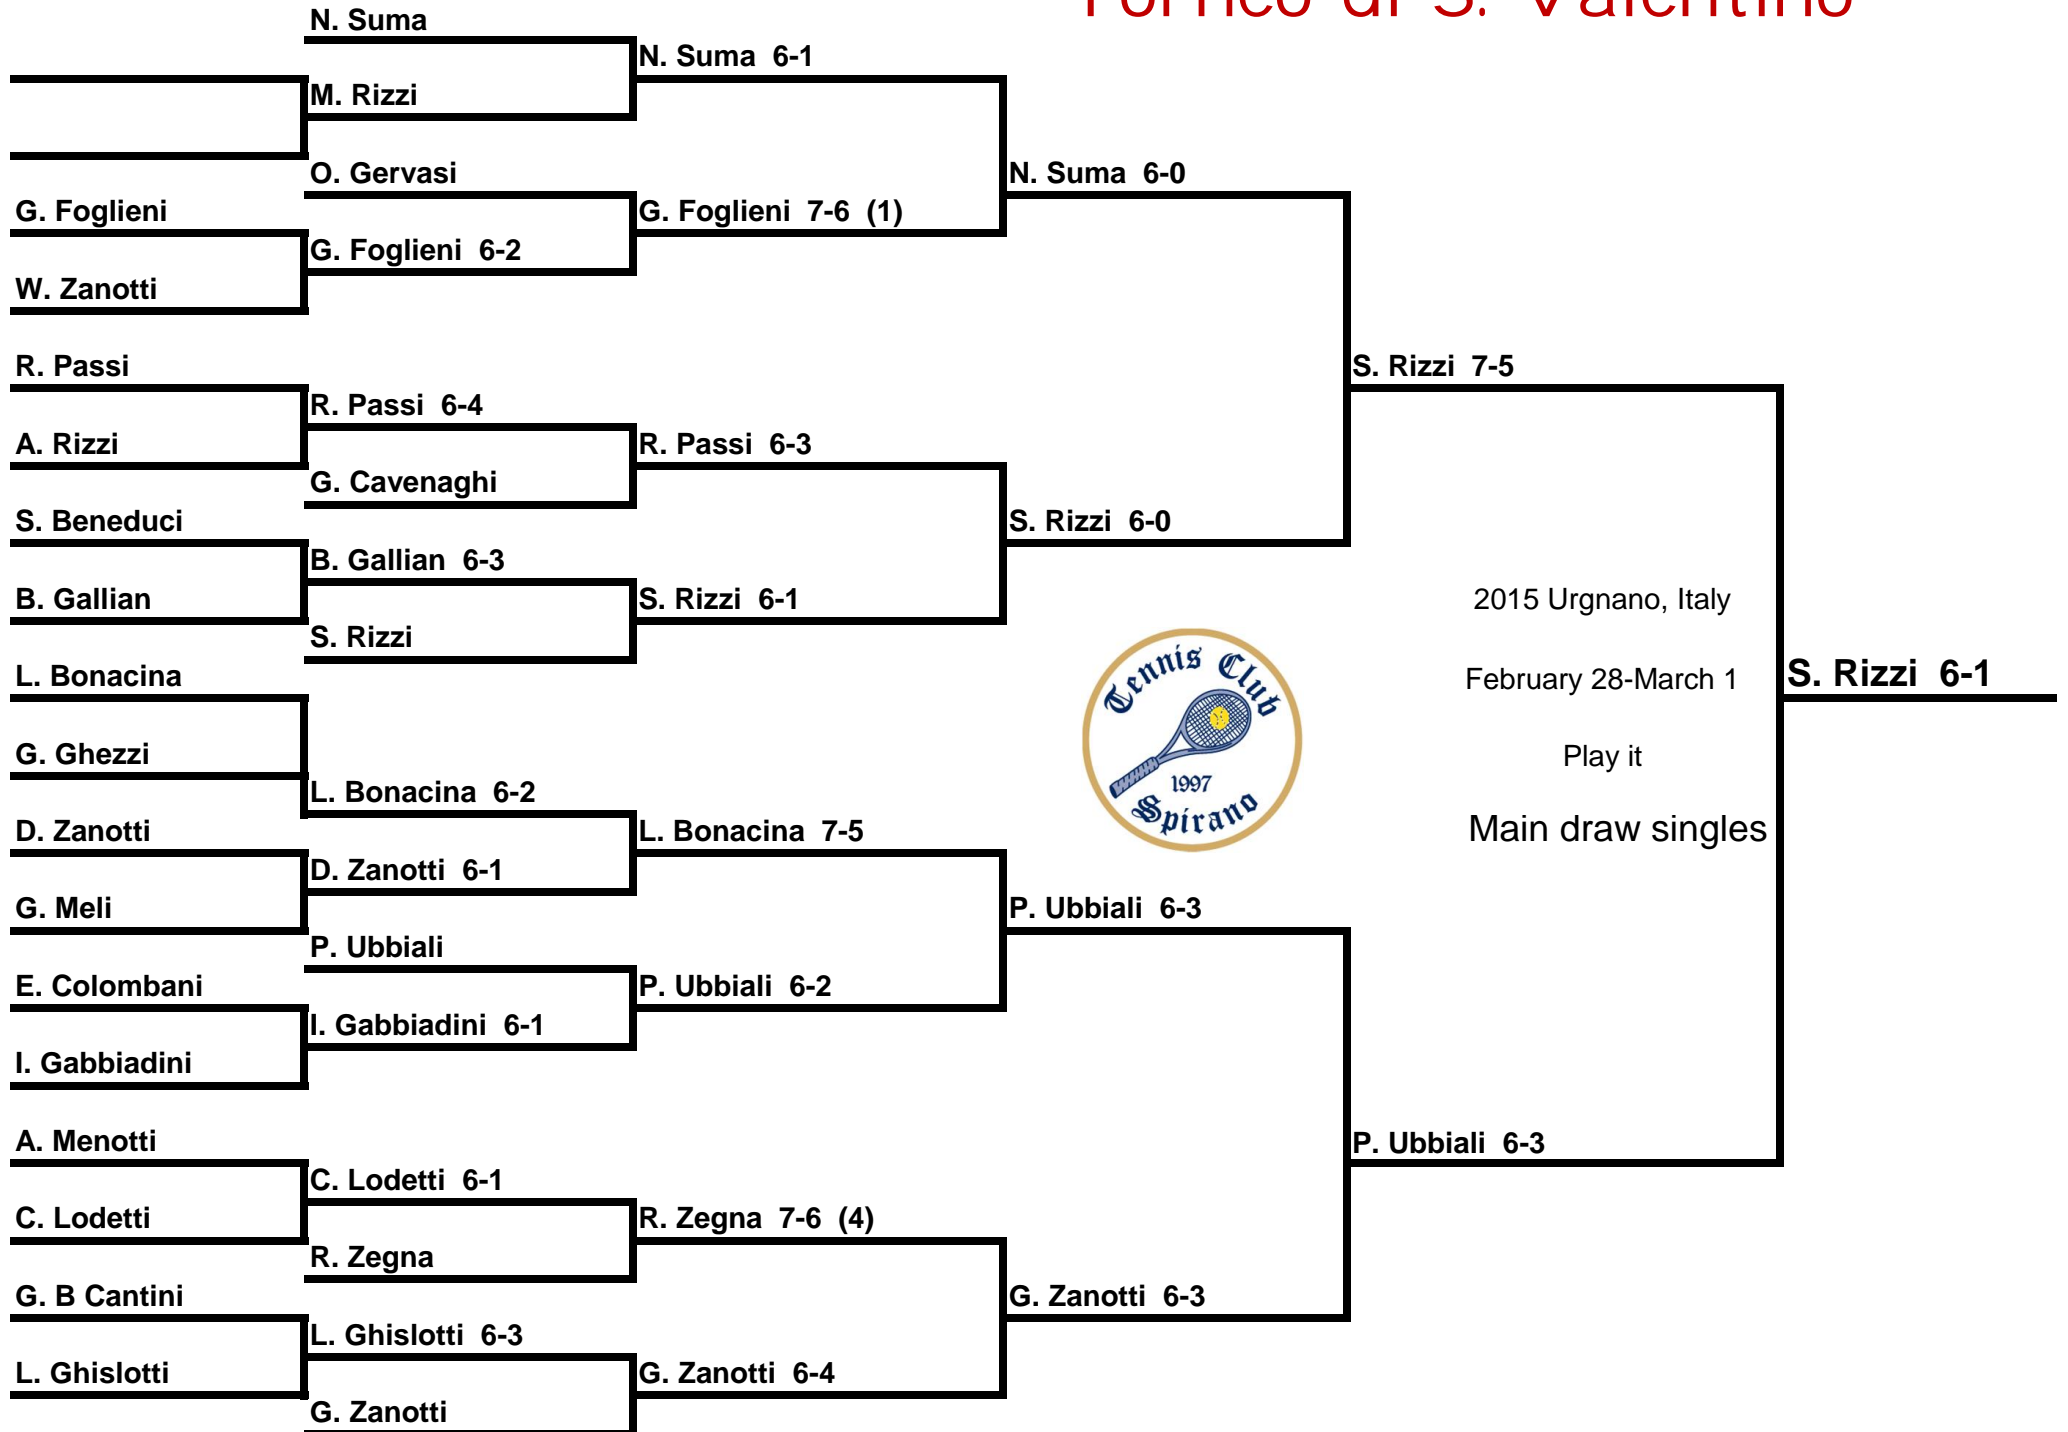 Torneo di S. Valentino
N. Suma
N. Suma 6-1
M. Rizzi
O. Gervasi
N. Suma 6-0
G. Foglieni
G. Foglieni 7-6 (1)
G. Foglieni 6-2
W. Zanotti
R. Passi
S. Rizzi 7-5
R. Passi 6-4
A. Rizzi
R. Passi 6-3
G. Cavenaghi
S. Beneduci
S. Rizzi 6-0
B. Gallian 6-3
B. Gallian
S. Rizzi 6-1
2015 Urgnano, Italy
S. Rizzi
L. Bonacina
February 28-March 1
S. Rizzi 6-1
Tennis Club
G. Ghezzi
Play it
1997
L. Bonacina 6-2
Spirano
D. Zanotti
L. Bonacina 7-5
Main draw singles
D. Zanotti 6-1
G. Meli
P. Ubbiali 6-3
P. Ubbiali
E. Colombani
P. Ubbiali 6-2
I. Gabbiadini 6-1
I. Gabbiadini
A. Menotti
P. Ubbiali 6-3
C. Lodetti 6-1
C. Lodetti
R. Zegna 7-6 (4)
R. Zegna
G. B Cantini
G. Zanotti 6-3
L. Ghislotti 6-3
L. Ghislotti
G. Zanotti 6-4
G. Zanotti